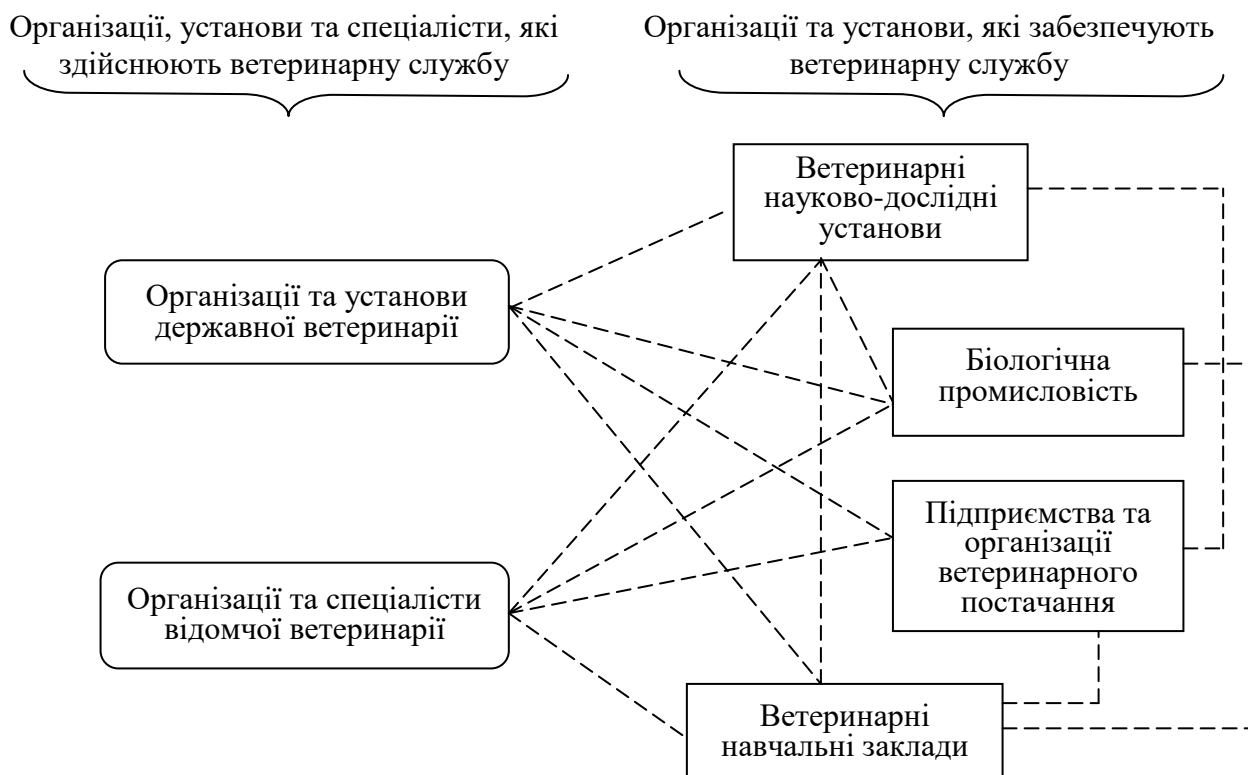 Організації, установи та спеціалісти, які
здійснюють ветеринарну службу
Організації та установи, які забезпечують
ветеринарну службу
Ветеринарні
науково-дослідні
установи
Організації та установи
державної ветеринарії
Біологічна
промисловість
Підприємства та
організації
ветеринарного
постачання
Організації та спеціалісти
відомчої ветеринарії
Ветеринарні
навчальні заклади